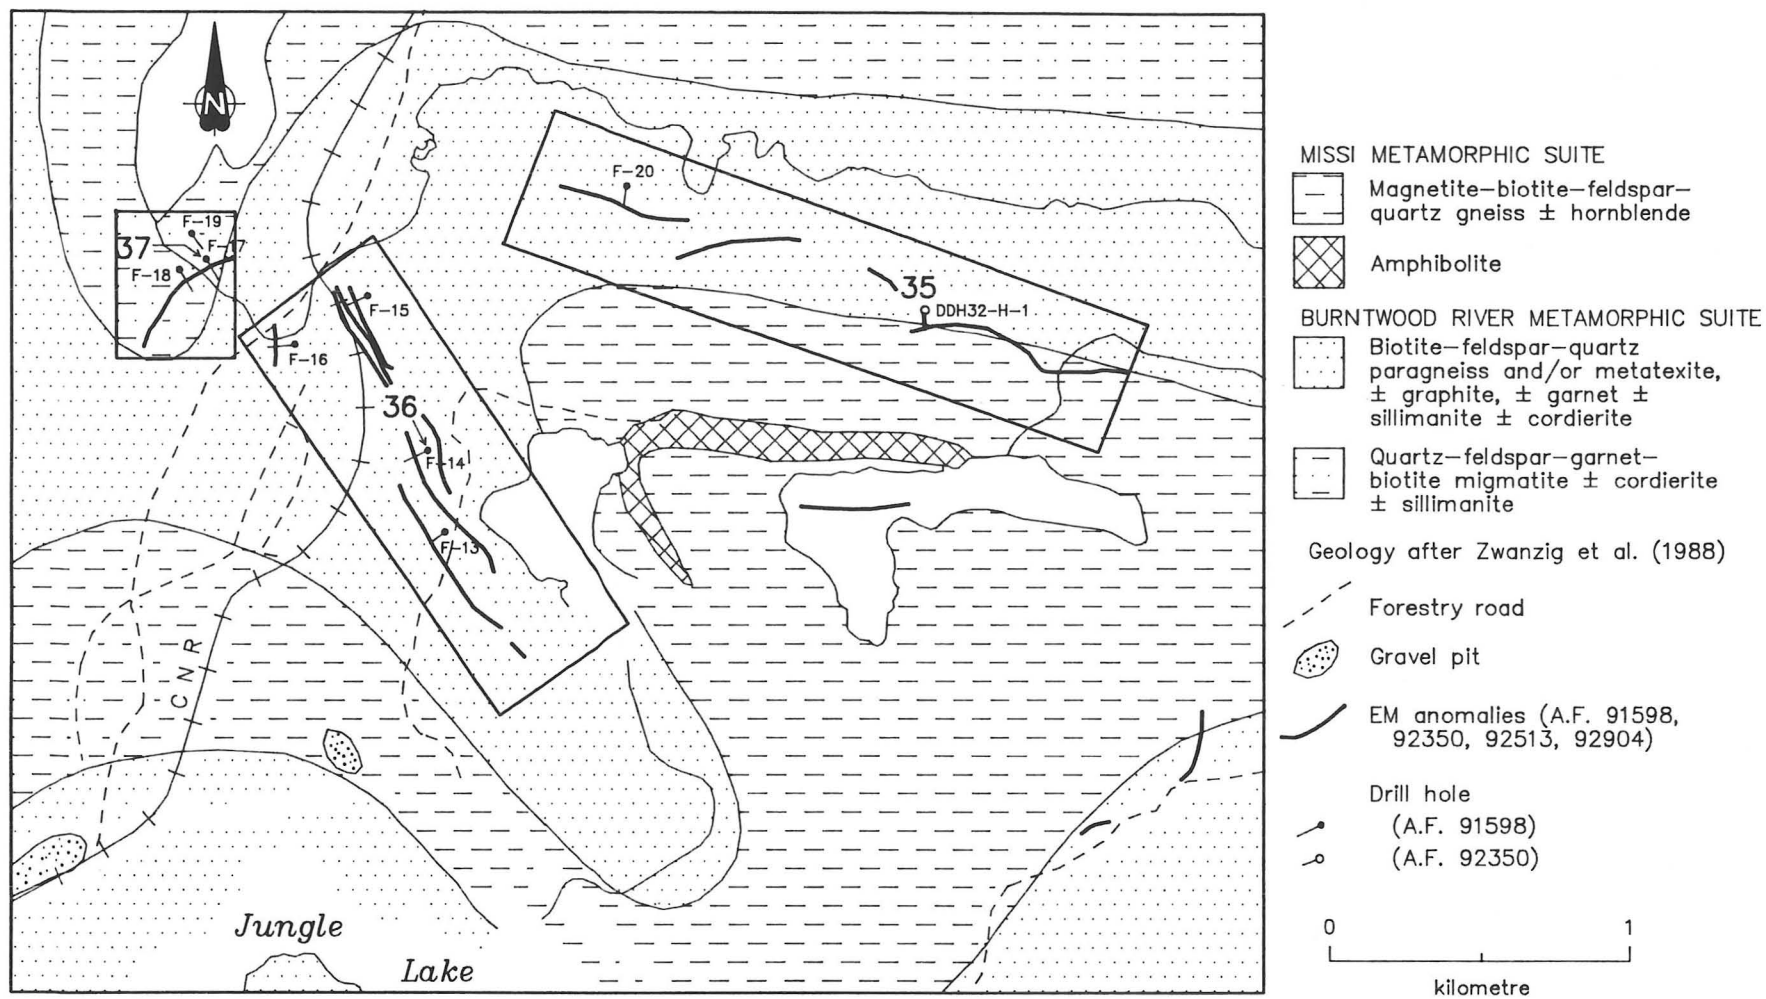 N
F-20
F-19
37
F-17
F-18
35
DDH32-H-1
F-15
F-16
36
F-14
F-13
CNR
Jungle
Lake
MISSI METAMORPHIC SUITE
Magnetite-biotite-feldspar-
quartz gneiss ± hornblende
Amphibolite
BURNTWOOD RIVER METAMORPHIC SUITE
Biotite-feldspar-quartz
paragneiss and/or metatexite,
± graphite, ± garnet ±
sillimanite ± cordierite
Quartz-feldspar-garnet-
biotite migmatite ± cordierite
± sillimanite
Geology after Zwanzig et al. (1988)
Forestry road
Gravel pit
EM anomalies (A.F. 91598,
92350, 92513, 92904)
Drill hole
(A.F. 91598)
(A.F. 92350)
0 1
kilometre